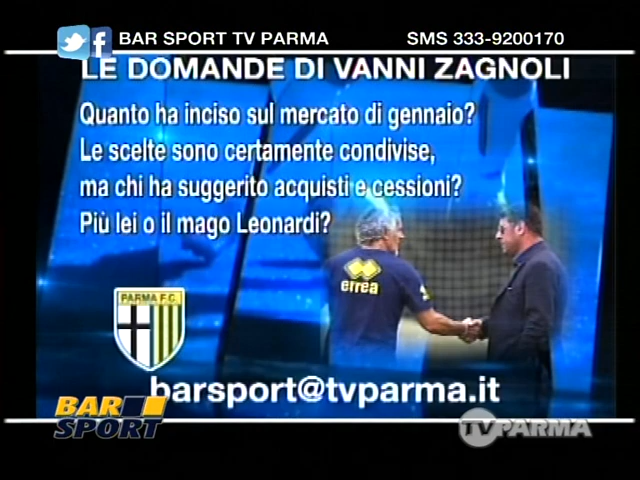 BAR SPORT TV PARMA SMS 333-9200170
LE DOMANDE DI VANNI ZAGNOLI
Quanto ha inciso sul mercato di gennaio?
Le scelte sono certamente condivise,
ma chi ha suggerito acquisti e cessioni?
Più lei o il mago Leonardi?
errea
PARMA F.C.
barsport@tvparma.it
BAR
SPORT
TV PARMA